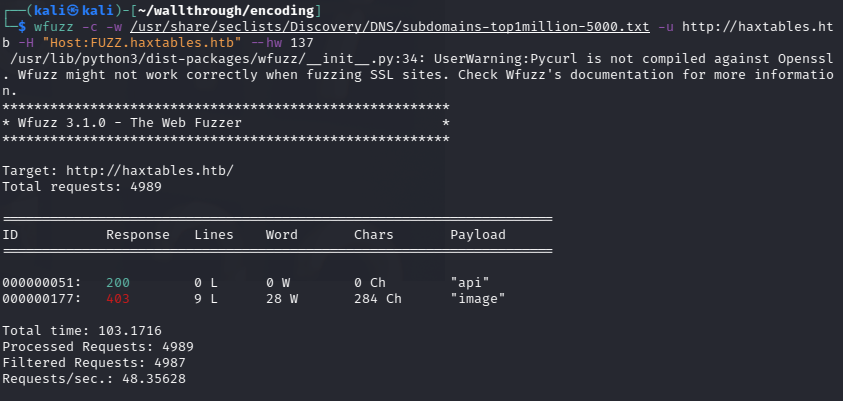 ┌──(kali㉿kali)-[~/wallthrough/encoding]
└─$ wfuzz -c -w /usr/share/seclists/Discovery/DNS/subdomains-top1million-5000.txt -u http://haxtables.ht
b -H "Host:FUZZ.haxtables.htb" --hw 137
 /usr/lib/python3/dist-packages/wfuzz/__init__.py:34: UserWarning:Pycurl is not compiled against Openssl
. Wfuzz might not work correctly when fuzzing SSL sites. Check Wfuzz's documentation for more informatio
n.
********************************************************
* Wfuzz 3.1.0 - The Web Fuzzer                         *
********************************************************

Target: http://haxtables.htb/
Total requests: 4989

=====================================================================
ID           Response   Lines    Word       Chars       Payload
=====================================================================

000000051:   200        0 L      0 W        0 Ch        "api"
000000177:   403        9 L      28 W       284 Ch      "image"

Total time: 103.1716
Processed Requests: 4989
Filtered Requests: 4987
Requests/sec.: 48.35628